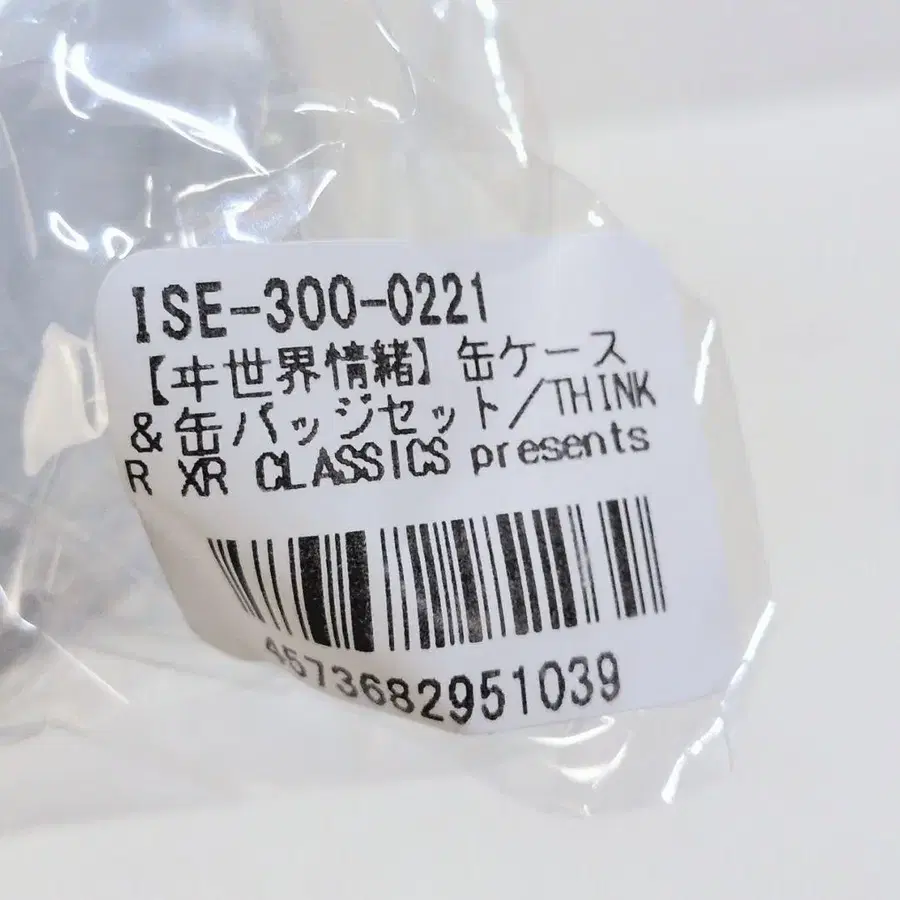 ISE-300-0221
【ヰ世界情緒】缶ケース
&缶バッジセット/THINK
R XR CLASSICS presents
4573682951039